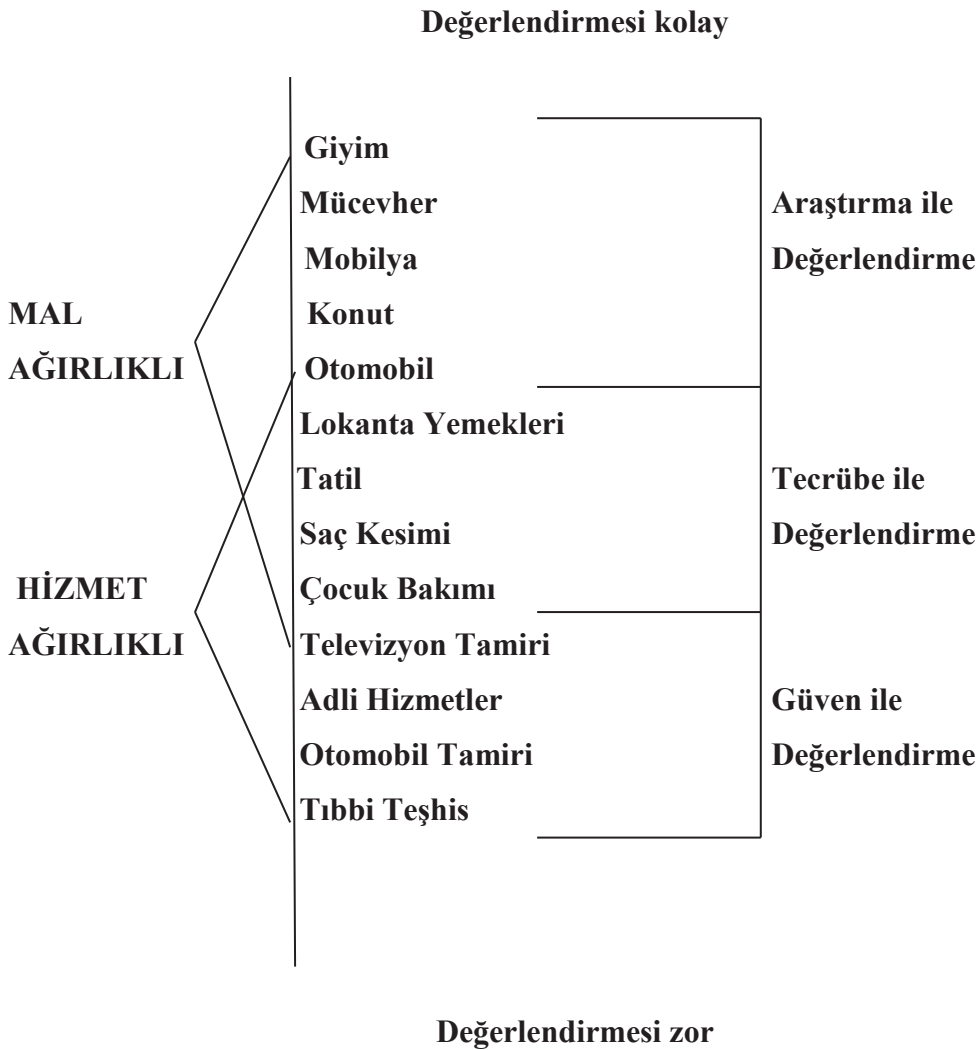 Değerlendirmesi kolay
Giyim
Mücevher
Mobilya
Konut
Otomobil
Lokanta Yemekleri
Tatil
Saç Kesimi
Çocuk Bakımı
Televizyon Tamiri
Adli Hizmetler
Otomobil Tamiri
Tıbbi Teşhis
MAL
AĞIRLIKLI
HİZMET
AĞIRLIKLI
Araştırma ile
Değerlendirme
Tecrübe ile
Değerlendirme
Güven ile
Değerlendirme
Değerlendirmesi zor